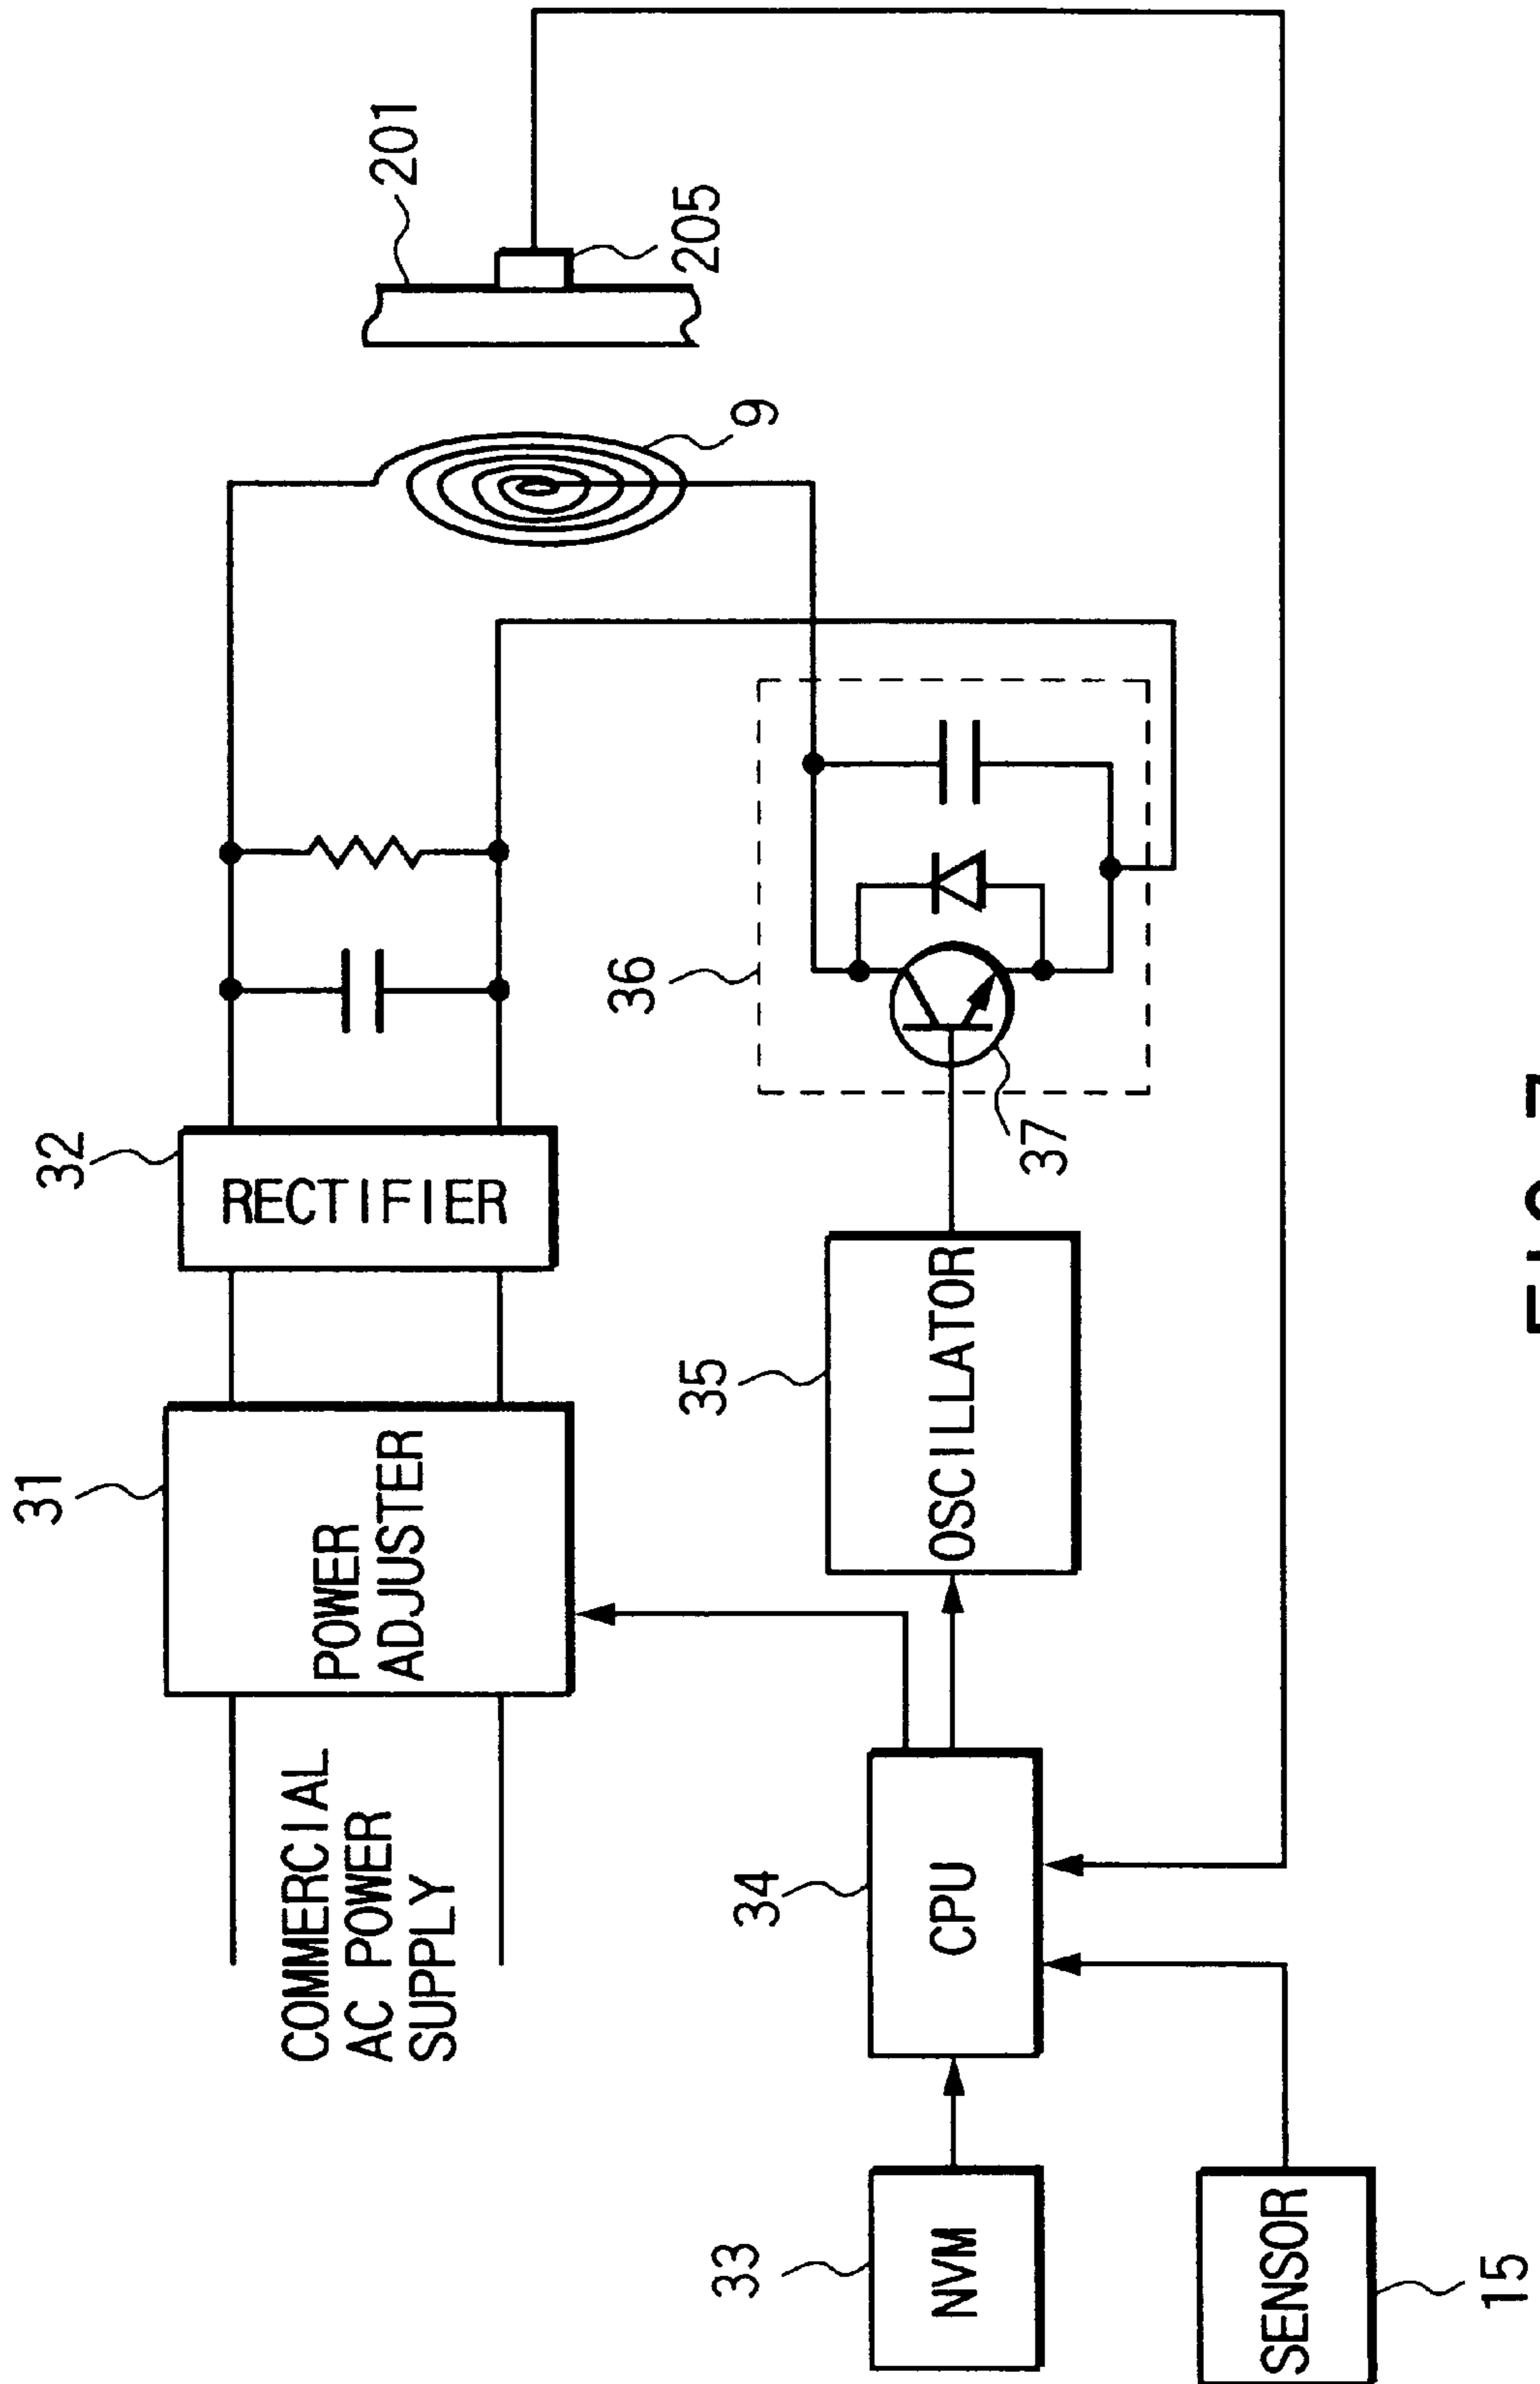 COMMERCIAL
AC POWER
SUPPLY
31
POWER
ADJUSTER
32
RECTIFIER
201
205
9
36
37
35
OSCILLATOR
34
CPU
33
NVM
SENSOR
15